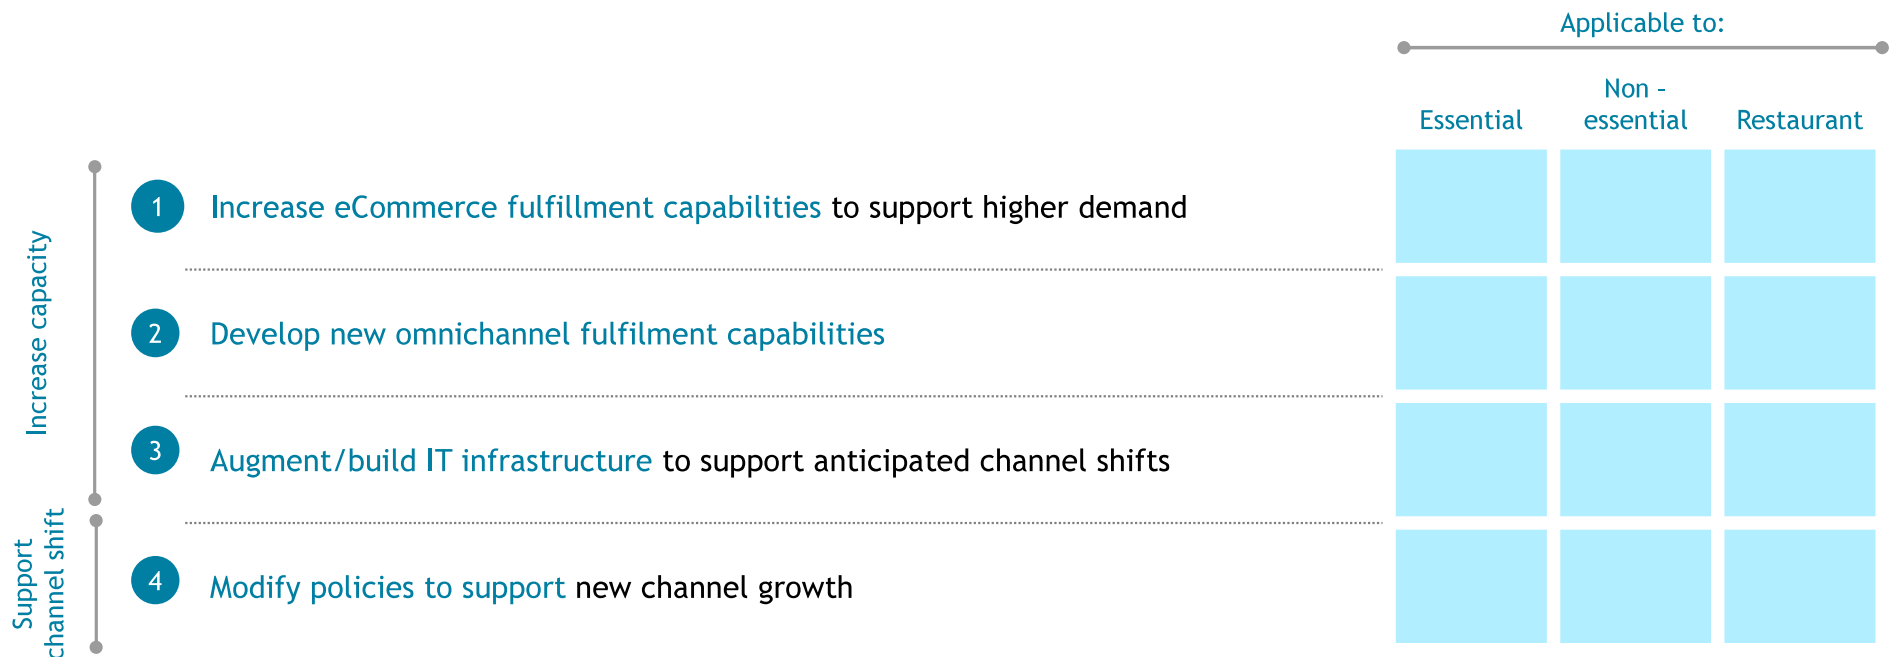 Applicable to:
Non –
Essential essential Restaurant
Increase capacity
1 Increase eCommerce fulfillment capabilities to support higher demand
2 Develop new omnichannel fulfilment capabilities
3 Augment/build IT infrastructure to support anticipated channel shifts
Support
channel shift
4 Modify policies to support new channel growth